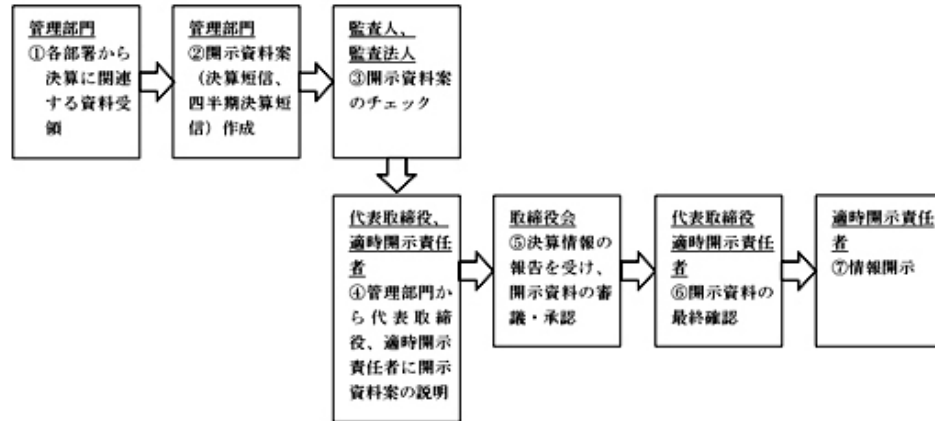 管理部門
①各部署から
決算に関連
する資料受
領
管理部門
②開示資料案
（決算短信、
四半期決算短
信）作成
監査人、
監査法人
③開示資料案
のチェック
代表取締役、
適時開示責任
者
④管理部門か
ら代表取締
役、適時開示
責任者に開示
資料案の説明
取締役会
⑤決算情報の
報告を受け、
開示資料の審
議・承認
代表取締役
適時開示責任
者
⑥開示資料の
最終確認
適時開示責任
者
⑦情報開示